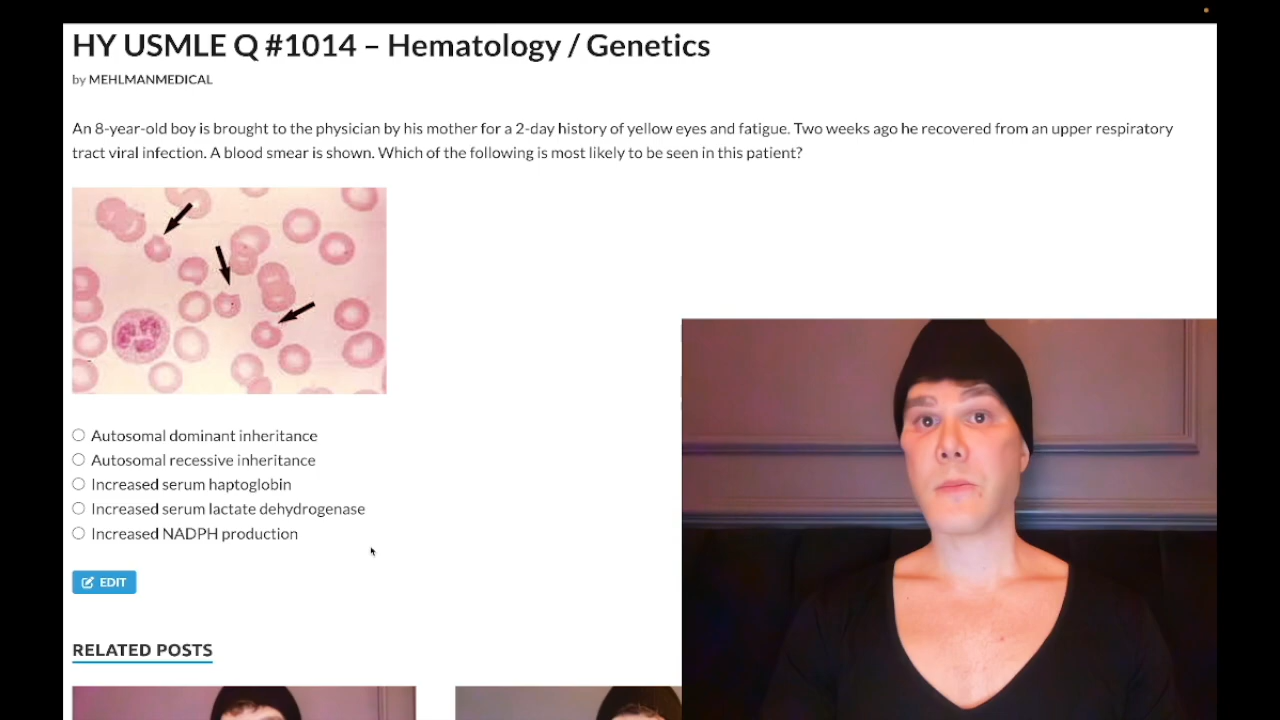 HY USMLE Q #1014 – Hematology / Genetics
by MEHLMANMEDICAL
An 8-year-old boy is brought to the physician by his mother for a 2-day history of yellow eyes and fatigue. Two weeks ago he recovered from an upper respiratory
tract viral infection. A blood smear is shown. Which of the following is most likely to be seen in this patient?
Autosomal dominant inheritance
Autosomal recessive inheritance
Increased serum haptoglobin
Increased serum lactate dehydrogenase
Increased NADPH production
EDIT
RELATED POSTS